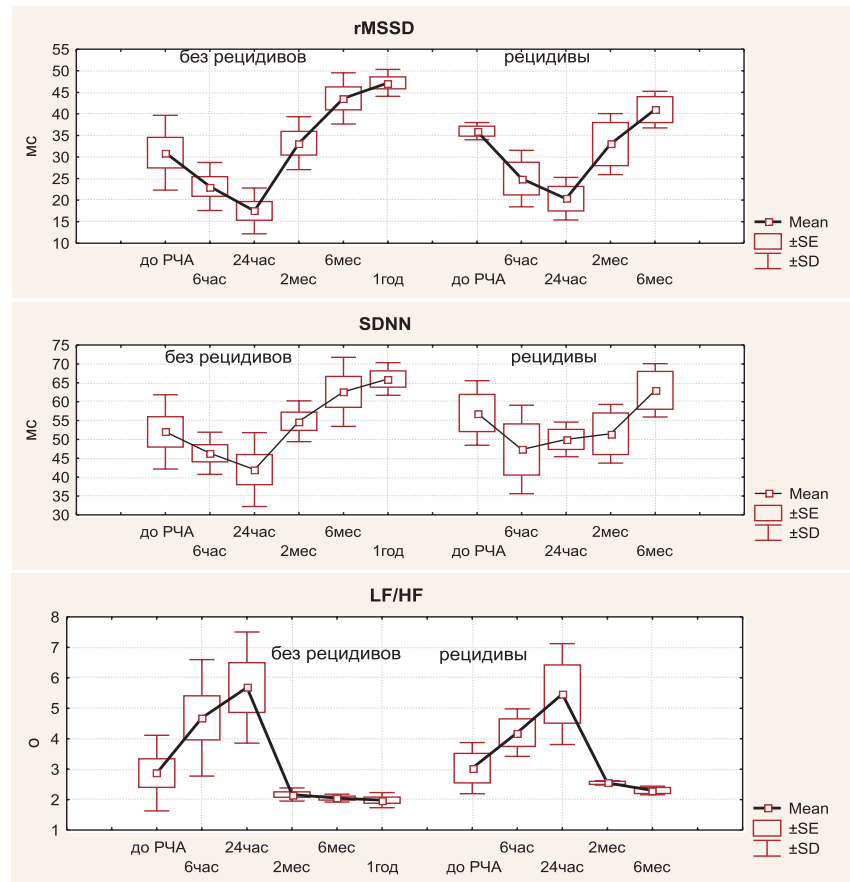 rMSSD
без рецидивов рецидивы
55
50
45
40
35
30
25
20
15
10
мс
до РЧА 24час 6мес 6час 2мес
6час 2мес 1год до РЧА 24час 6мес
Mean
±SE
±SD
SDNN
без рецидивов рецидивы
75
70
65
60
55
50
45
40
35
30
мс
до РЧА 24час 6мес 6час 2мес
6час 2мес 1год до РЧА 24час 6мес
Mean
±SE
±SD
LF/HF
без рецидивов рецидивы
8
7
6
5
4
3
2
1
о
до РЧА 24час 6мес 6час 2мес
6час 2мес 1год до РЧА 24час 6мес
Mean
±SE
±SD